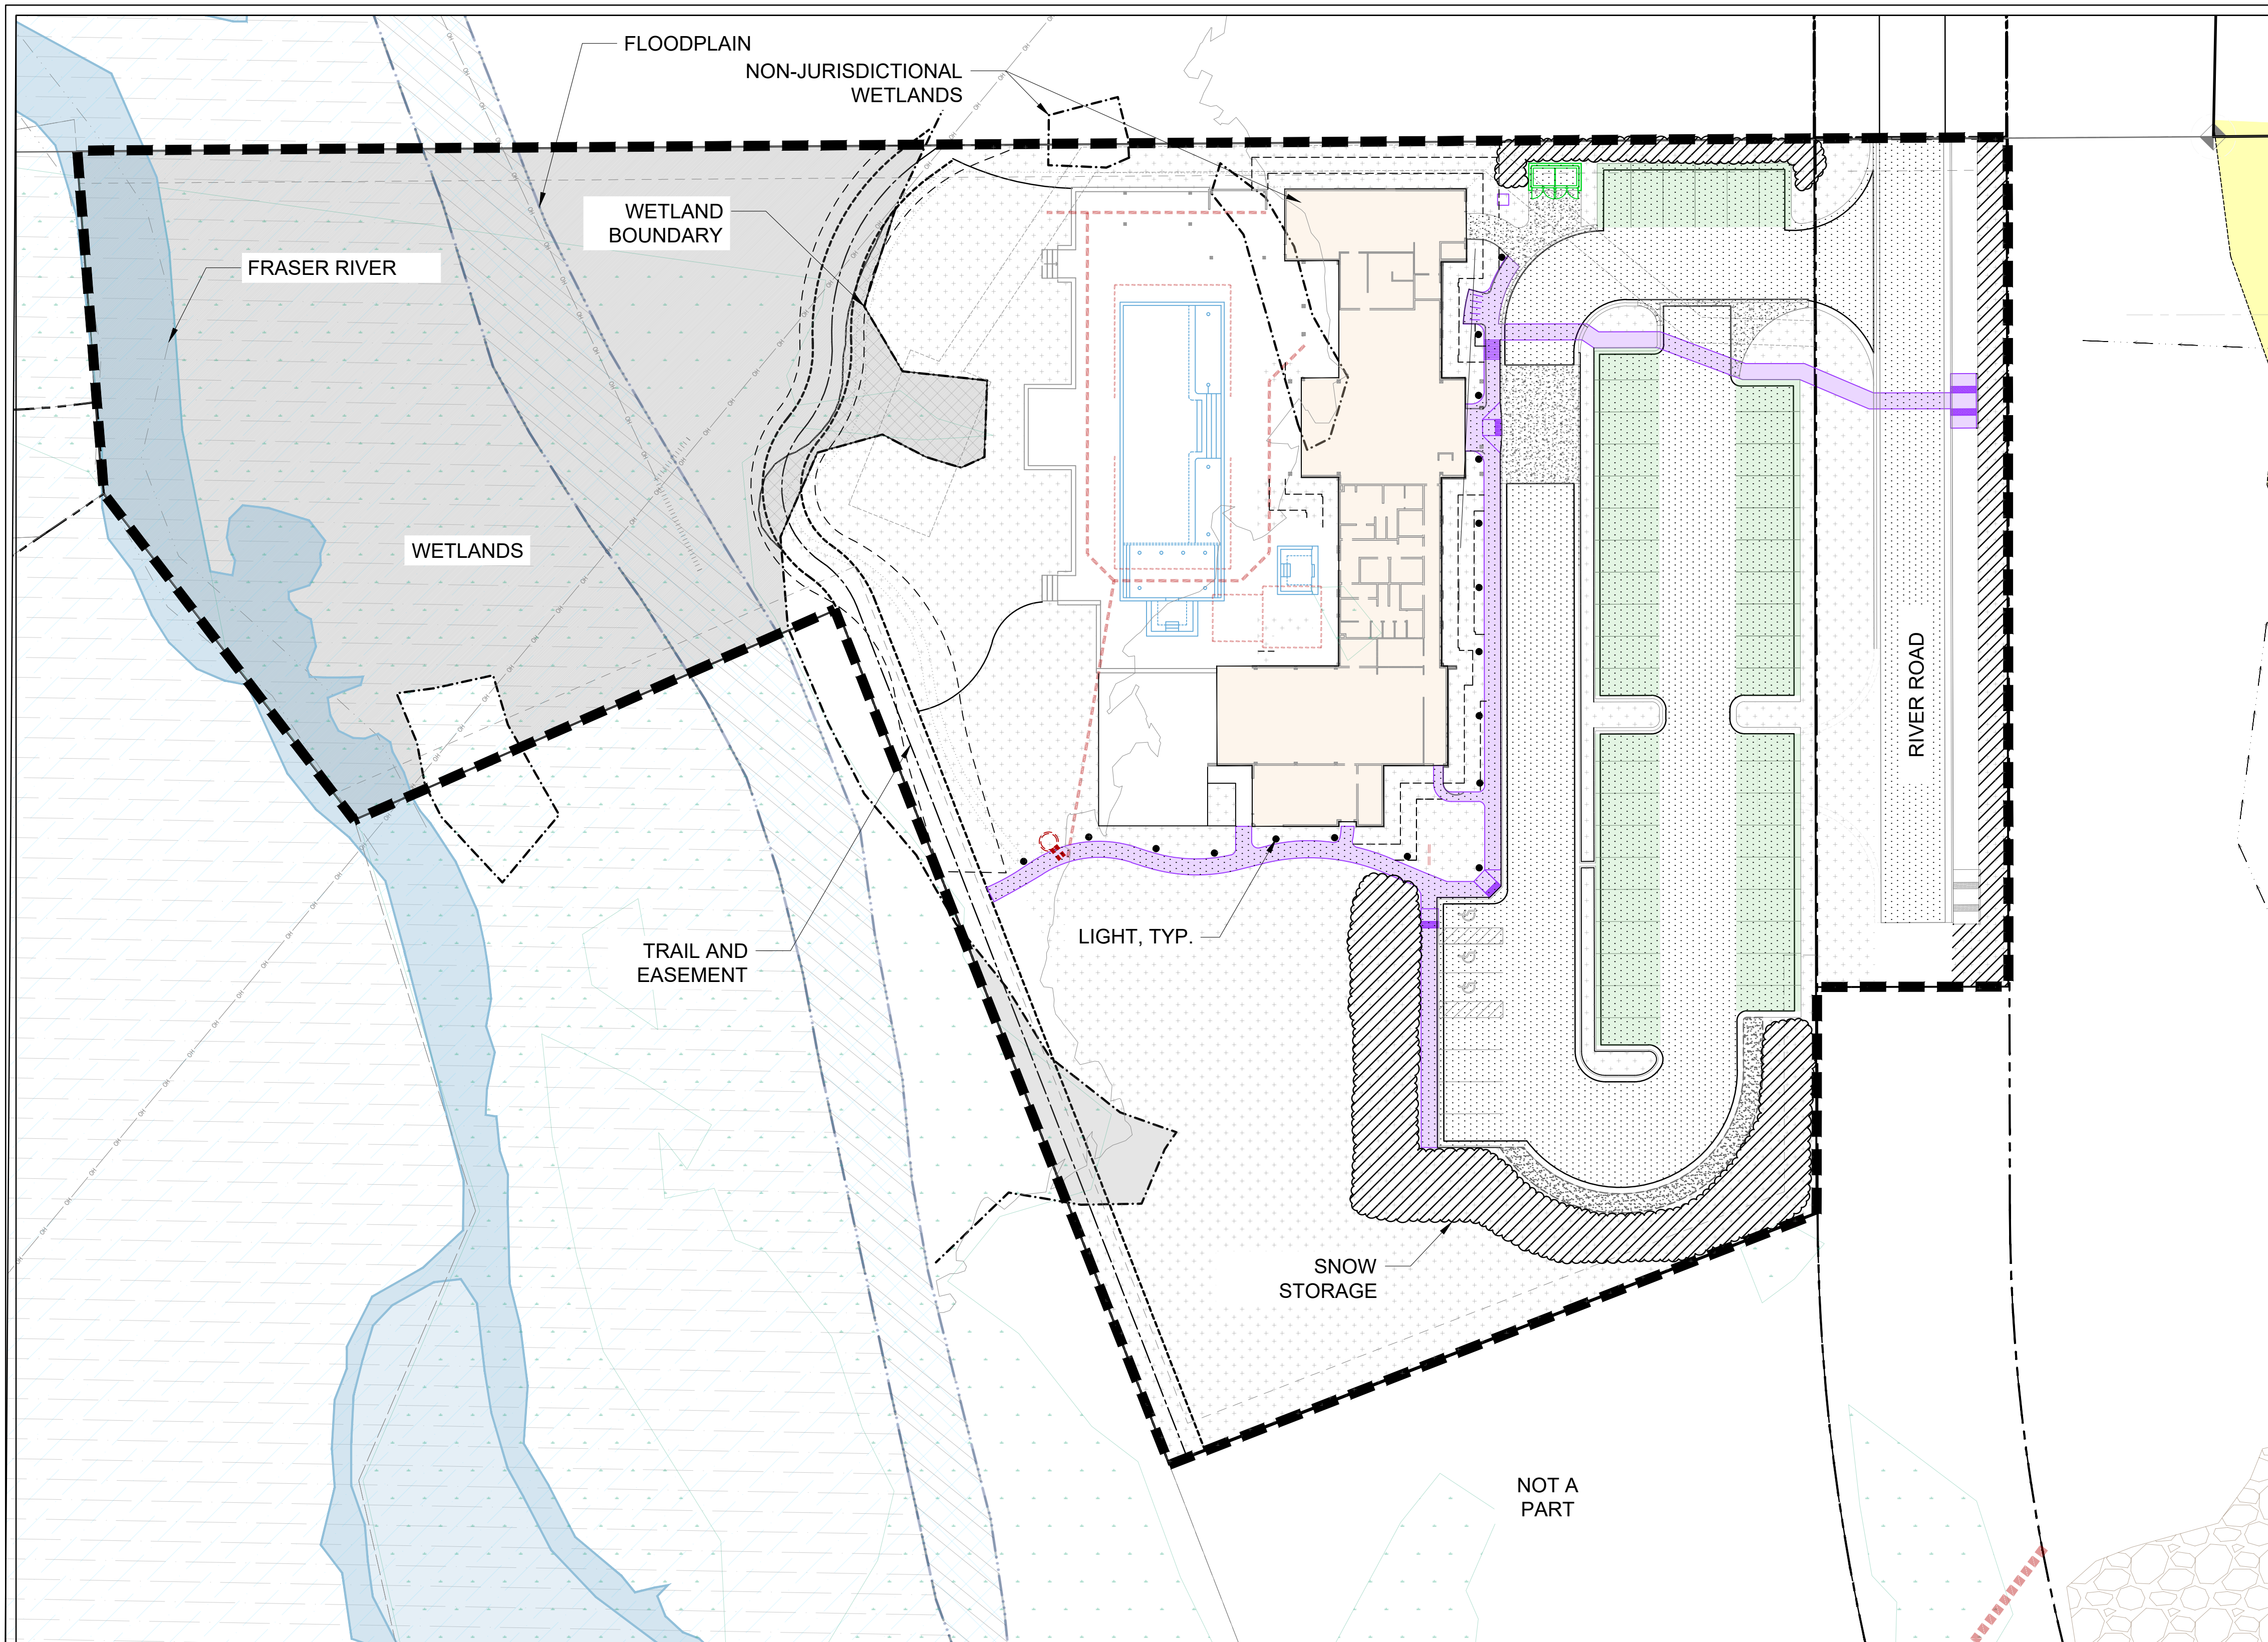 FLOODPLAIN
NON-JURISDICTIONAL
WETLANDS
WETLAND
BOUNDARY
FRASER RIVER
WETLANDS
RIVER ROAD
TRAIL AND
EASEMENT
LIGHT, TYP.
SNOW
STORAGE
NOT A
PART